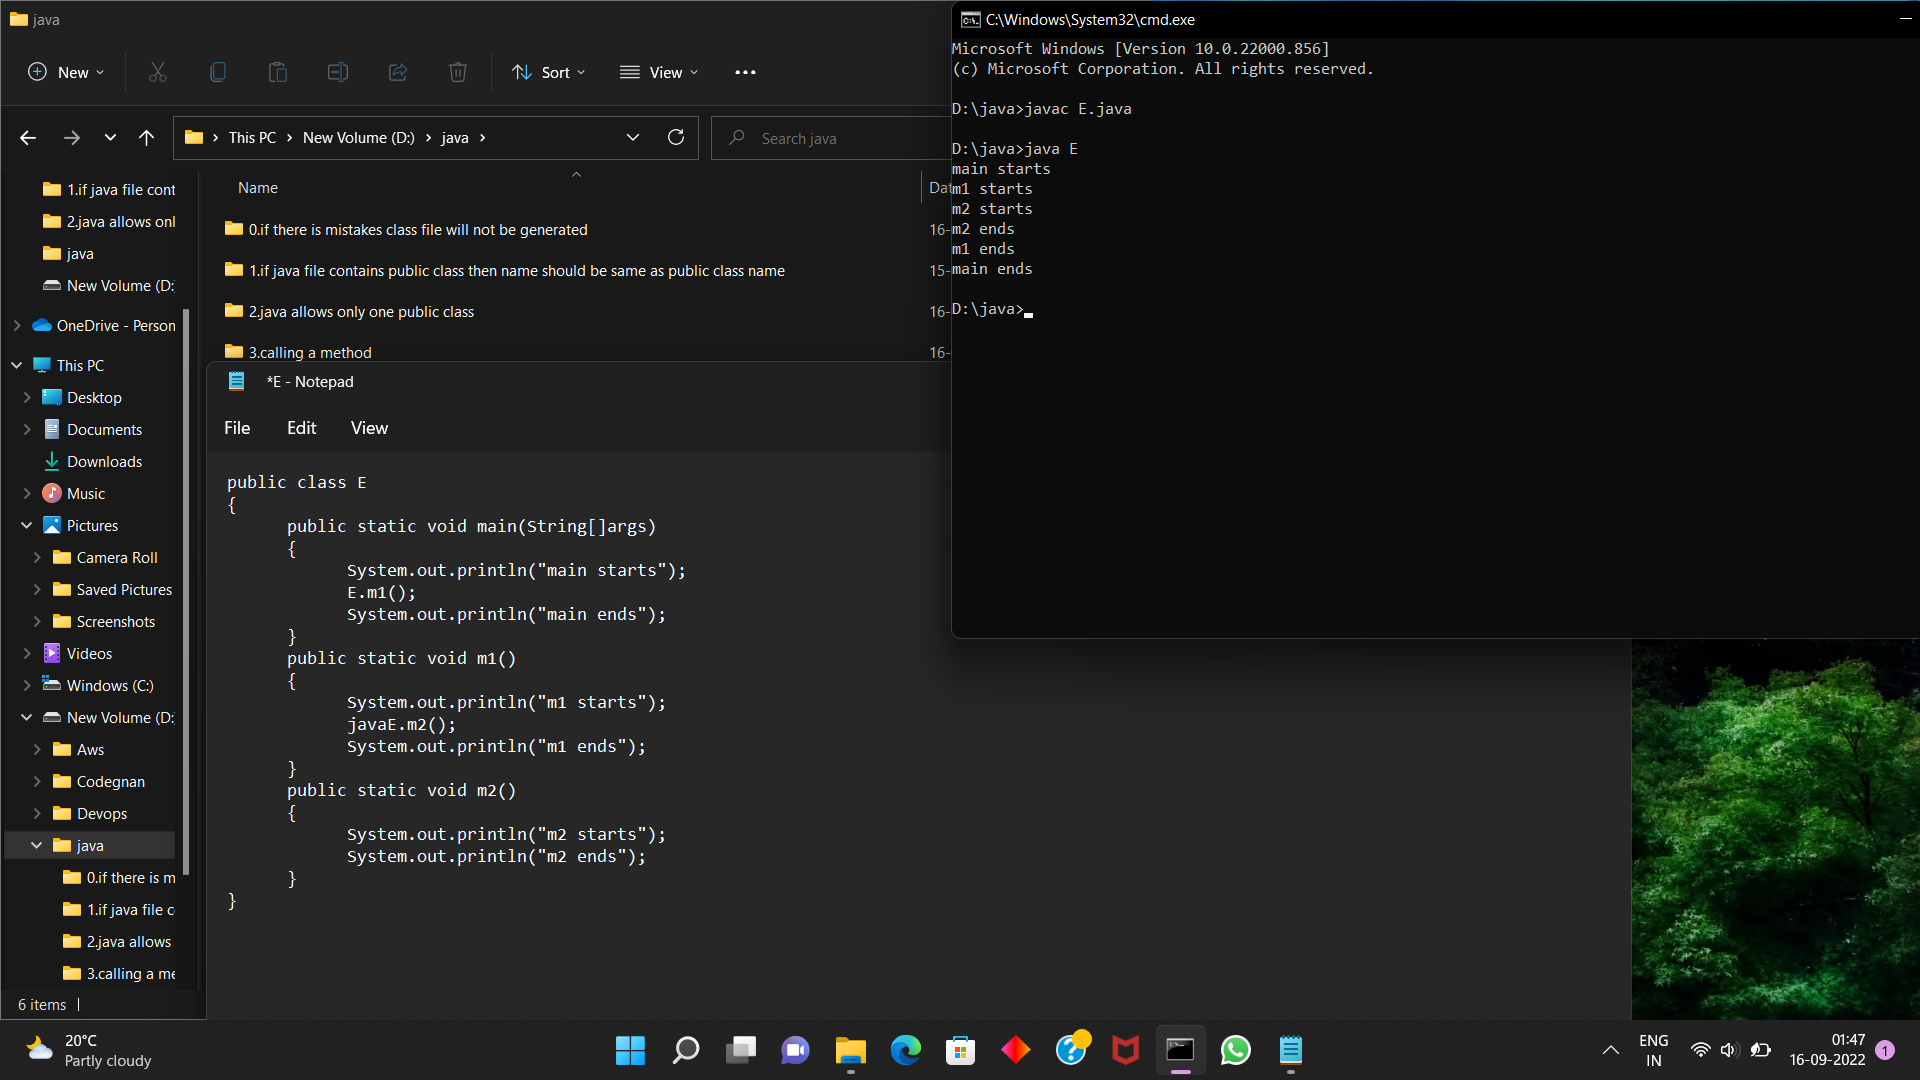 java
New
Sort
View
This PC
New Volume (D:)
java
Search java
1.if java file cont
2.java allows onl
java
New Volume (D:
OneDrive - Person
This PC
Desktop
Documents
Downloads
Music
Pictures
Camera Roll
Saved Pictures
Screenshots
Videos
Windows (C:)
New Volume (D:
Aws
Codegnan
Devops
java
0.if there is m
1.if java file c
2.java allows
3.calling a me
6 items
Name
Dat
0.if there is mistakes class file will not be generated
16-
1.if java file contains public class then name should be same as public class name
15-
2.java allows only one public class
16-
3.calling a method
16-
*E - Notepad
File Edit View
public class E
{
public static void main(String[]args)
{
System.out.println("main starts");
E.m1();
System.out.println("main ends");
}
public static void m1()
{
System.out.println("m1 starts");
javaE.m2();
System.out.println("m1 ends");
}
public static void m2()
{
System.out.println("m2 starts");
System.out.println("m2 ends");
}
}
C:\Windows\System32\cmd.exe
Microsoft Windows [Version 10.0.22000.856]
(c) Microsoft Corporation. All rights reserved.
D:\java>javac E.java
D:\java>java E
main starts
m1 starts
m2 starts
m2 ends
m1 ends
main ends
D:\java>
20°C
Partly cloudy
ENG
IN
01:47
16-09-2022
1